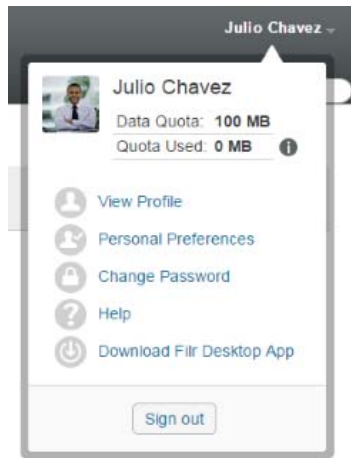 Julio Chavez
Julio Chavez
Data Quota: 100 MB
Quota Used: 0 MB
View Profile
Personal Preferences
Change Password
Help
Download Filr Desktop App
Sign out